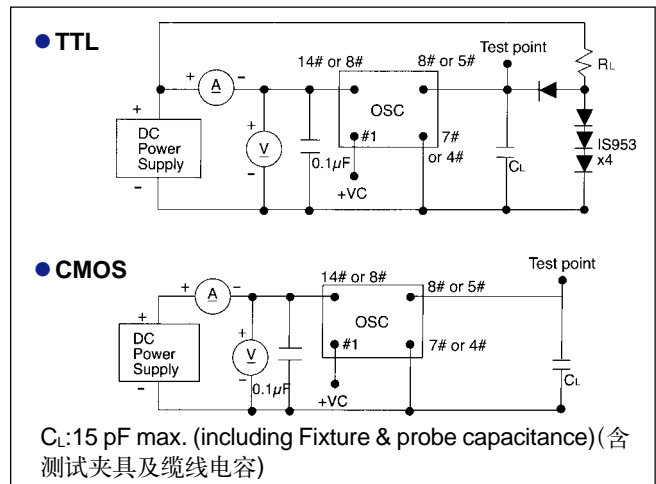 ● TTL
Test point
14# or 8#
8# or 5#
RL
+ A -
OSC
+
DC
Power
Supply
-
+
V
-
0.1μF
#1
+VC
7#
or 4#
CL
IS953
x4
● CMOS
Test point
14# or 8#
8# or 5#
+ A -
OSC
+
DC
Power
Supply
-
+
V
-
0.1μF
#1
+VC
7# or 4#
CL
CL:15 pF max. (including Fixture & probe capacitance)(含
测试夹具及缆线电容)